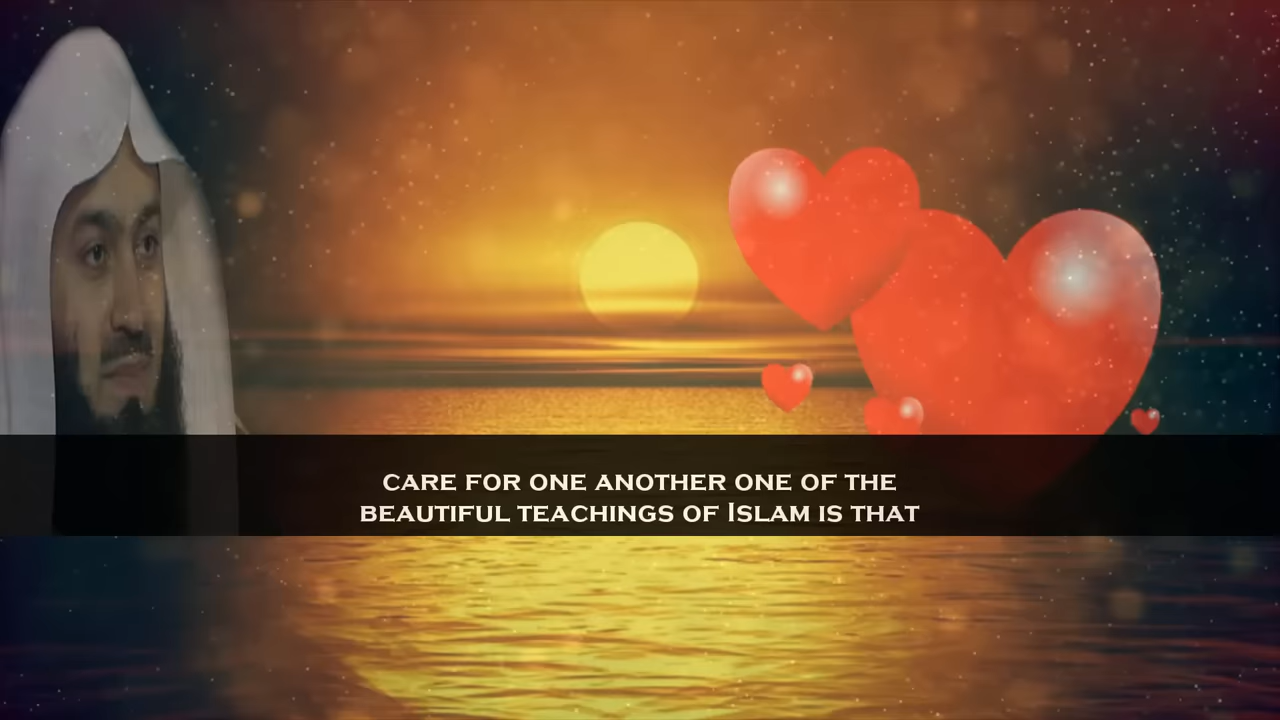 CARE FOR ONE ANOTHER ONE OF THE
BEAUTIFUL TEACHINGS OF ISLAM IS THAT